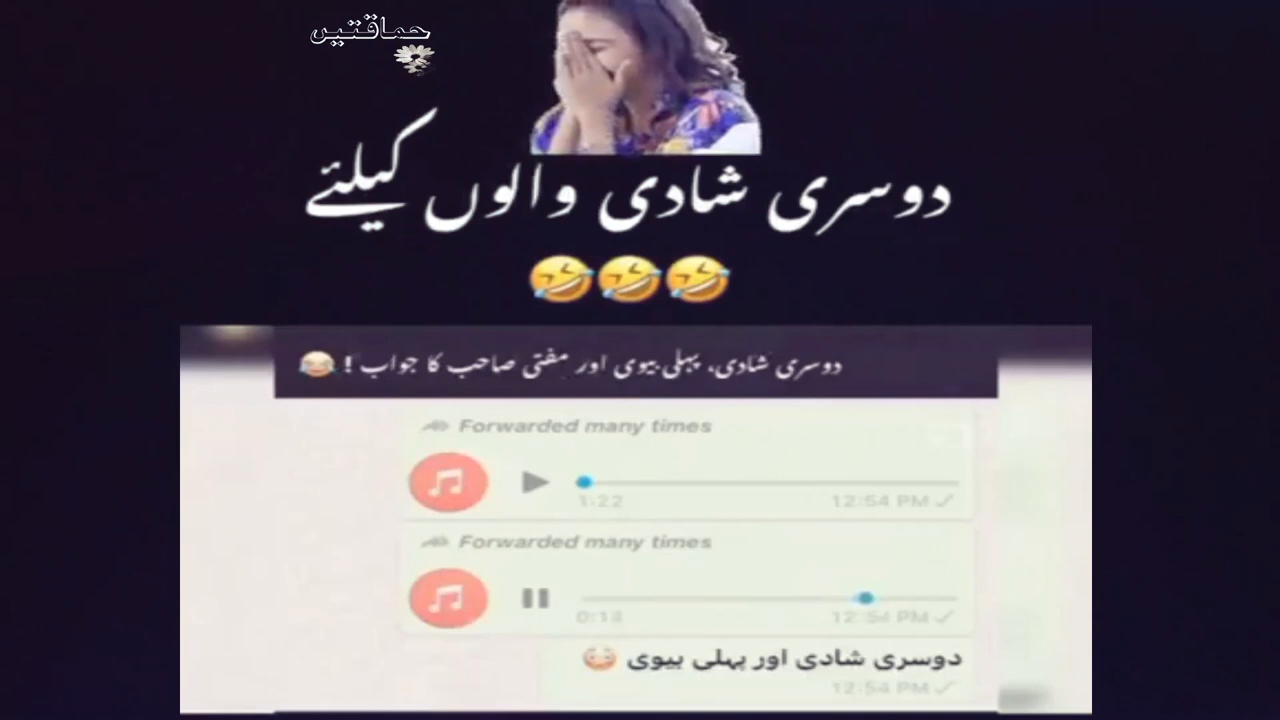 حماقتیں
دوسری شادی والوں کیلئے
🤣🤣🤣
دوسری شادی، پہلی بیوی اور مفتی صاحب کا جواب ! 😂
Forwarded many times
1:22 12:54 PM
Forwarded many times
0:13 12:54 PM
دوسری شادی اور پہلی بیوی 😳
12:54 PM